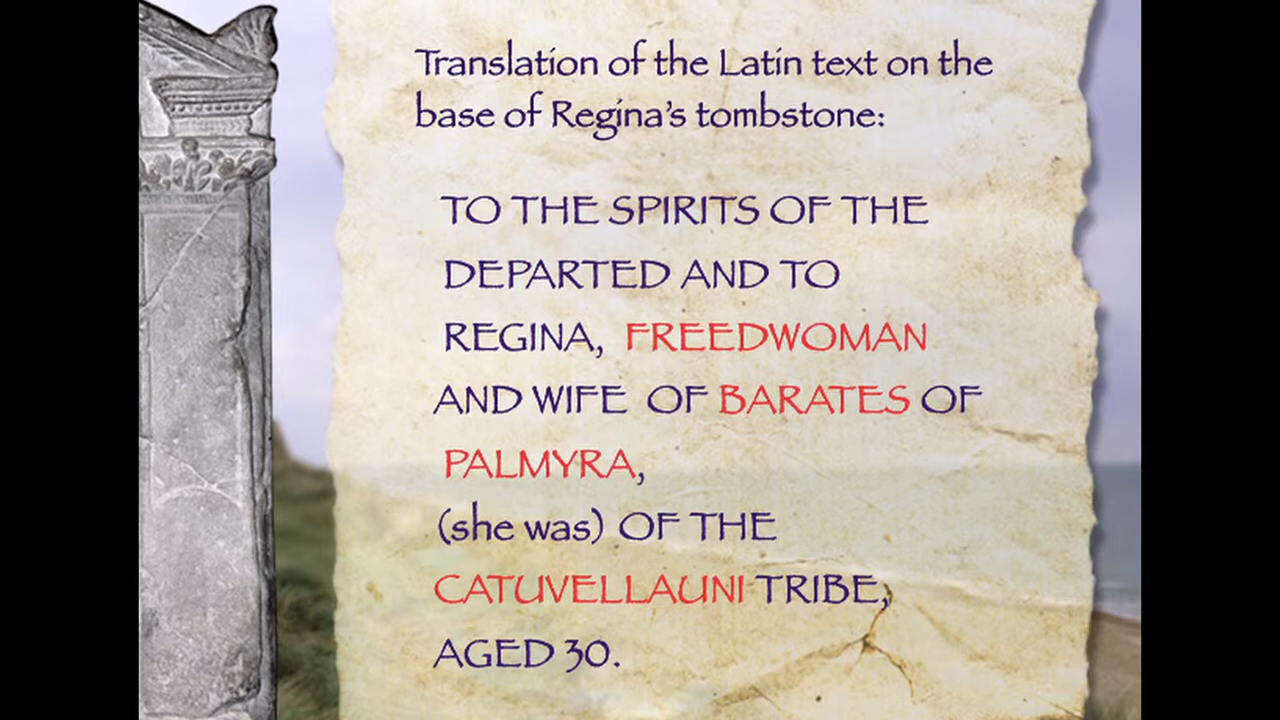 Translation of the Latin text on the
base of Regina's tombstone:
TO THE SPIRITS OF THE
DEPARTED AND TO
REGINA, FREEDWOMAN
AND WIFE OF BARATES OF
PALMYRA,
(she was) OF THE
CATUVELLAUNI TRIBE,
AGED 30.